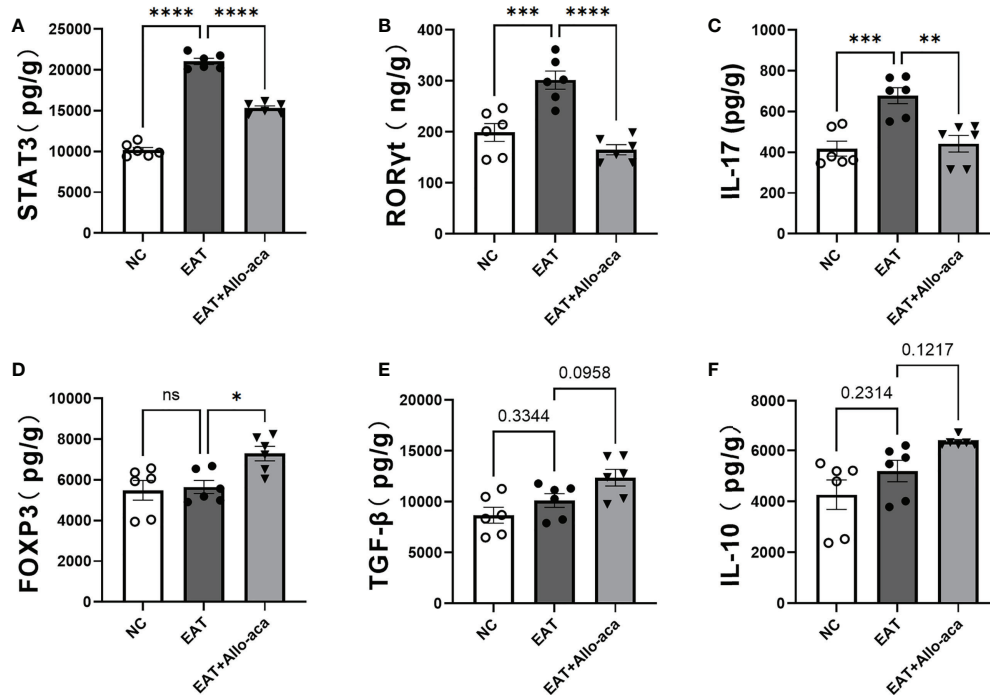 A
**** ****
STAT3 ( pg/g )
25000
20000
15000
10000
5000
0
NC
EAT
EAT+Allo-aca
B
*** ****
RORγt ( ng/g )
400
300
200
100
0
NC
EAT
EAT+Allo-aca
C
*** **
IL-17 (pg/g)
1000
800
600
400
200
0
NC
EAT
EAT+Allo-aca
D
ns *
FOXP3 ( pg/g )
10000
8000
6000
4000
2000
0
NC
EAT
EAT+Allo-aca
E
0.0958
0.3344
TGF-β ( pg/g )
20000
15000
10000
5000
0
NC
EAT
EAT+Allo-aca
F
0.1217
0.2314
IL-10 ( pg/g )
8000
6000
4000
2000
0
NC
EAT
EAT+Allo-aca